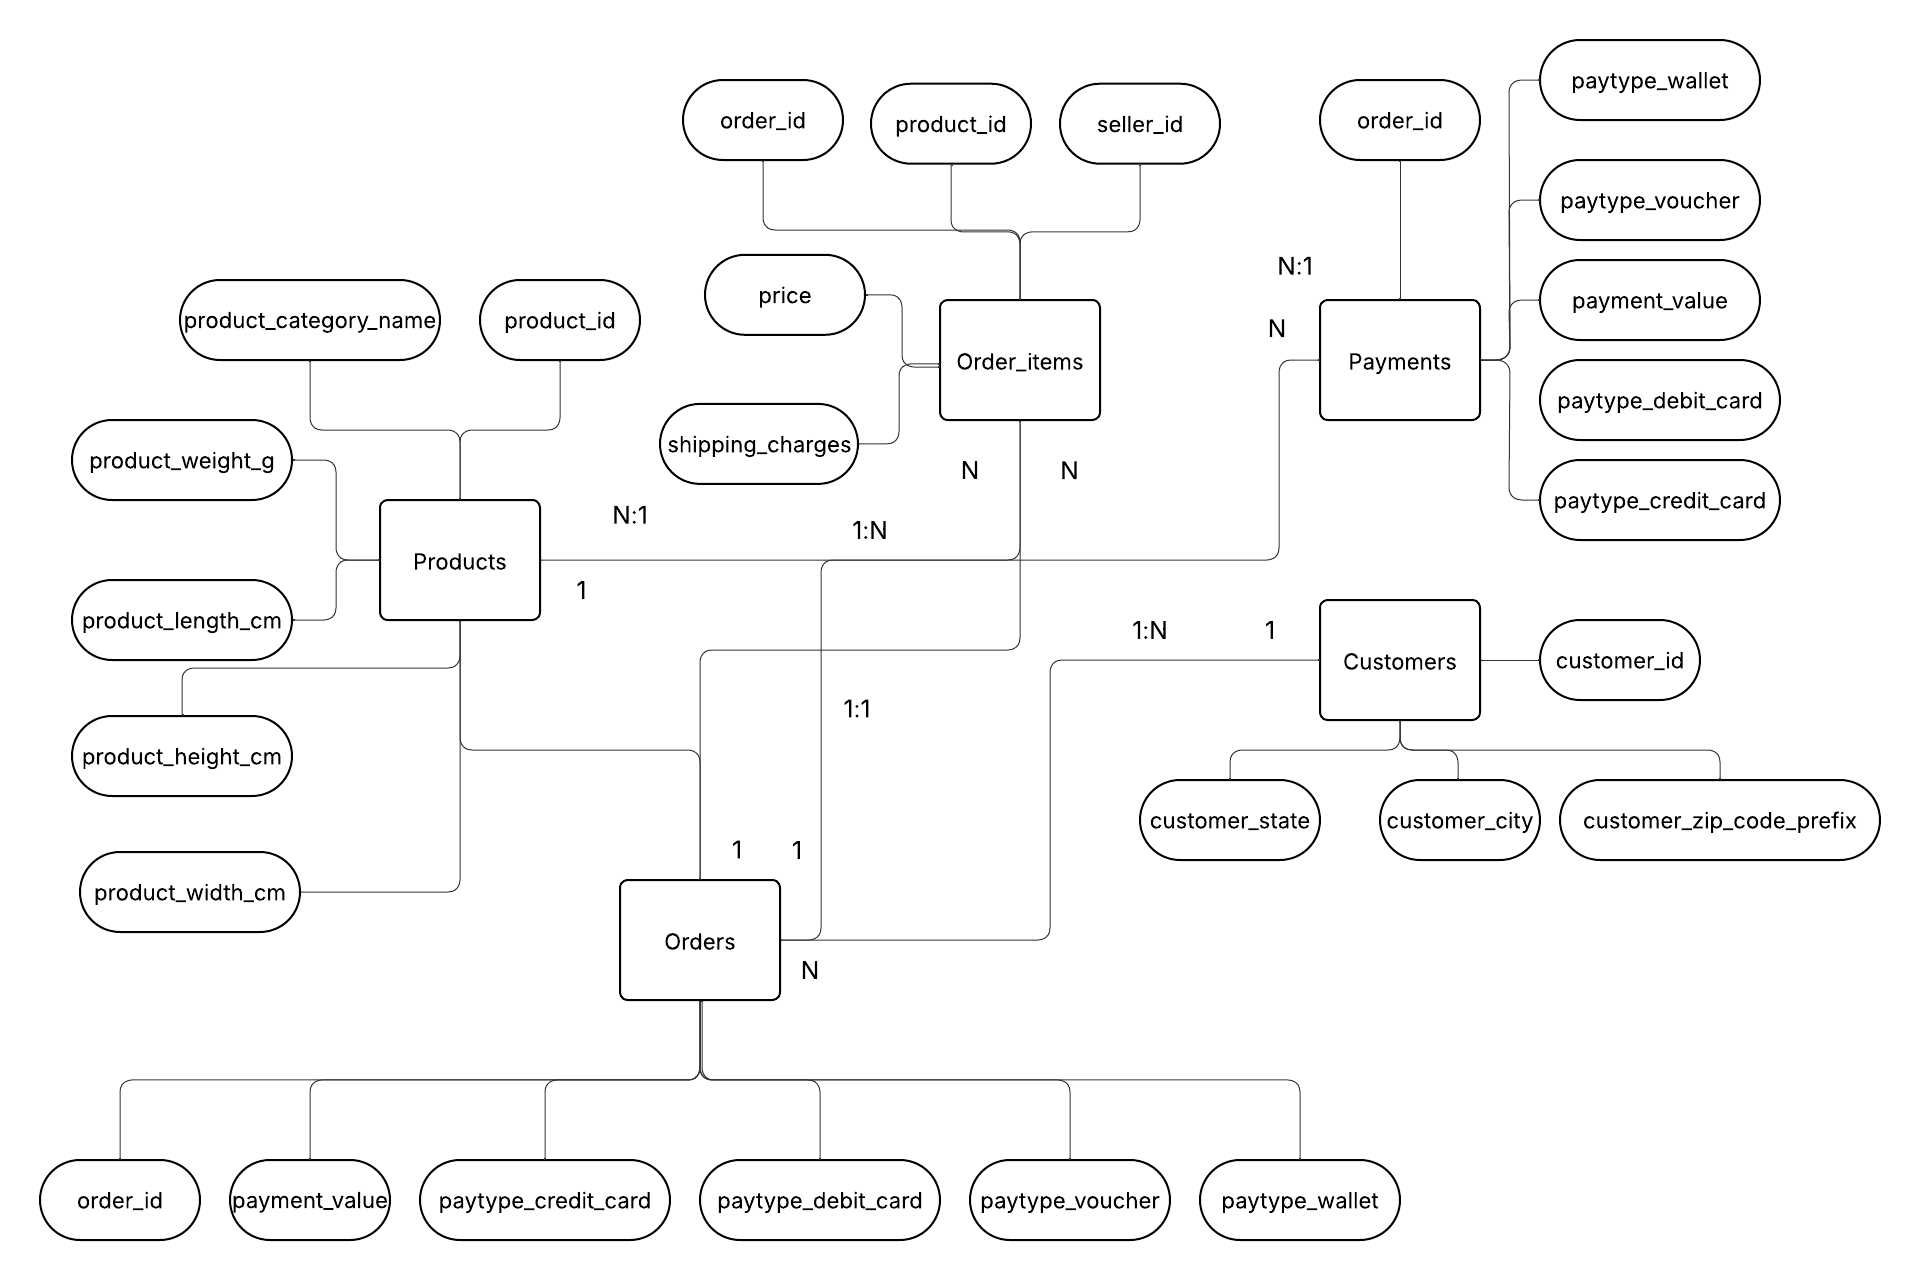 paytype_wallet
order_id
product_id
seller_id
order_id
paytype_voucher
N:1
price
payment_value
product_category_name
product_id
N
Order_items
Payments
paytype_debit_card
shipping_charges
product_weight_g
N
N
paytype_credit_card
N:1
1:N
Products
1
product_length_cm
1:N
1
Customers
customer_id
1:1
product_height_cm
customer_state
customer_city
customer_zip_code_prefix
1
1
product_width_cm
Orders
N
order_id
payment_value
paytype_credit_card
paytype_debit_card
paytype_voucher
paytype_wallet